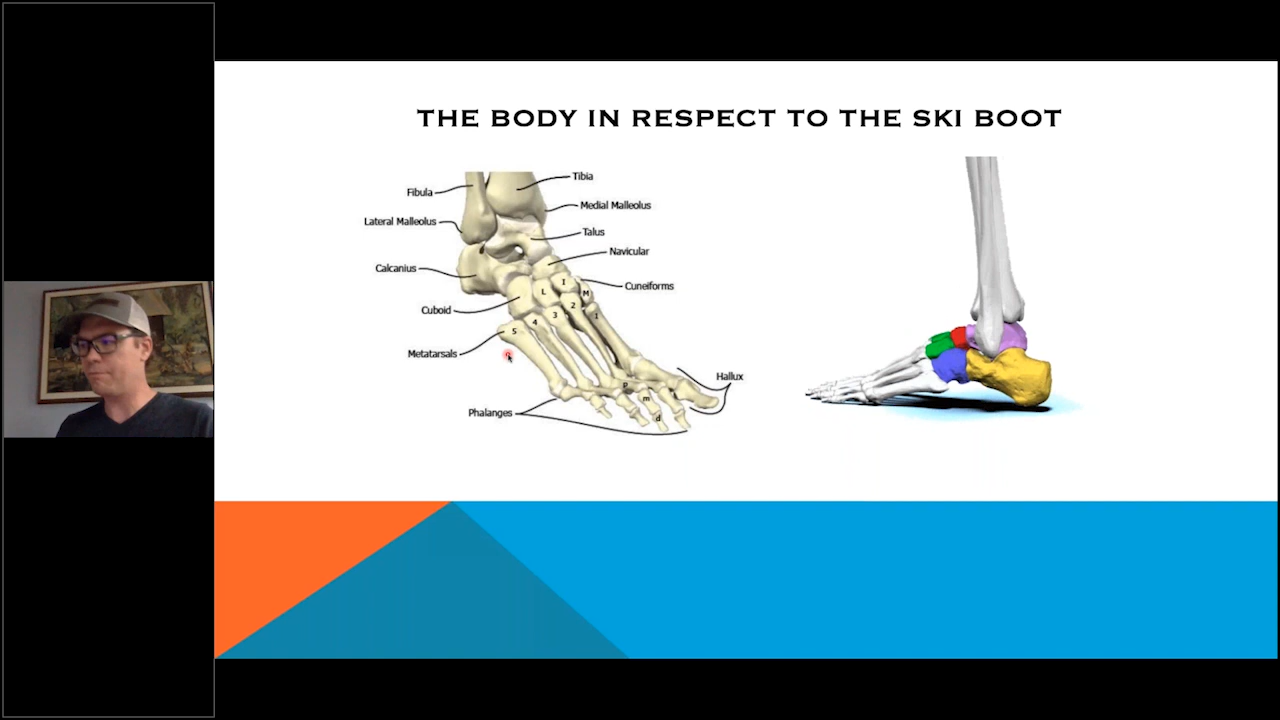 THE BODY IN RESPECT TO THE SKI BOOT
Tibia
Fibula
Medial Malleolus
Lateral Malleolus
Talus
Navicular
Calcanius
Cuneiforms
Cuboid
Metatarsals
Hallux
Phalanges
I
L
M
2
3
I
4
5
P
m
d